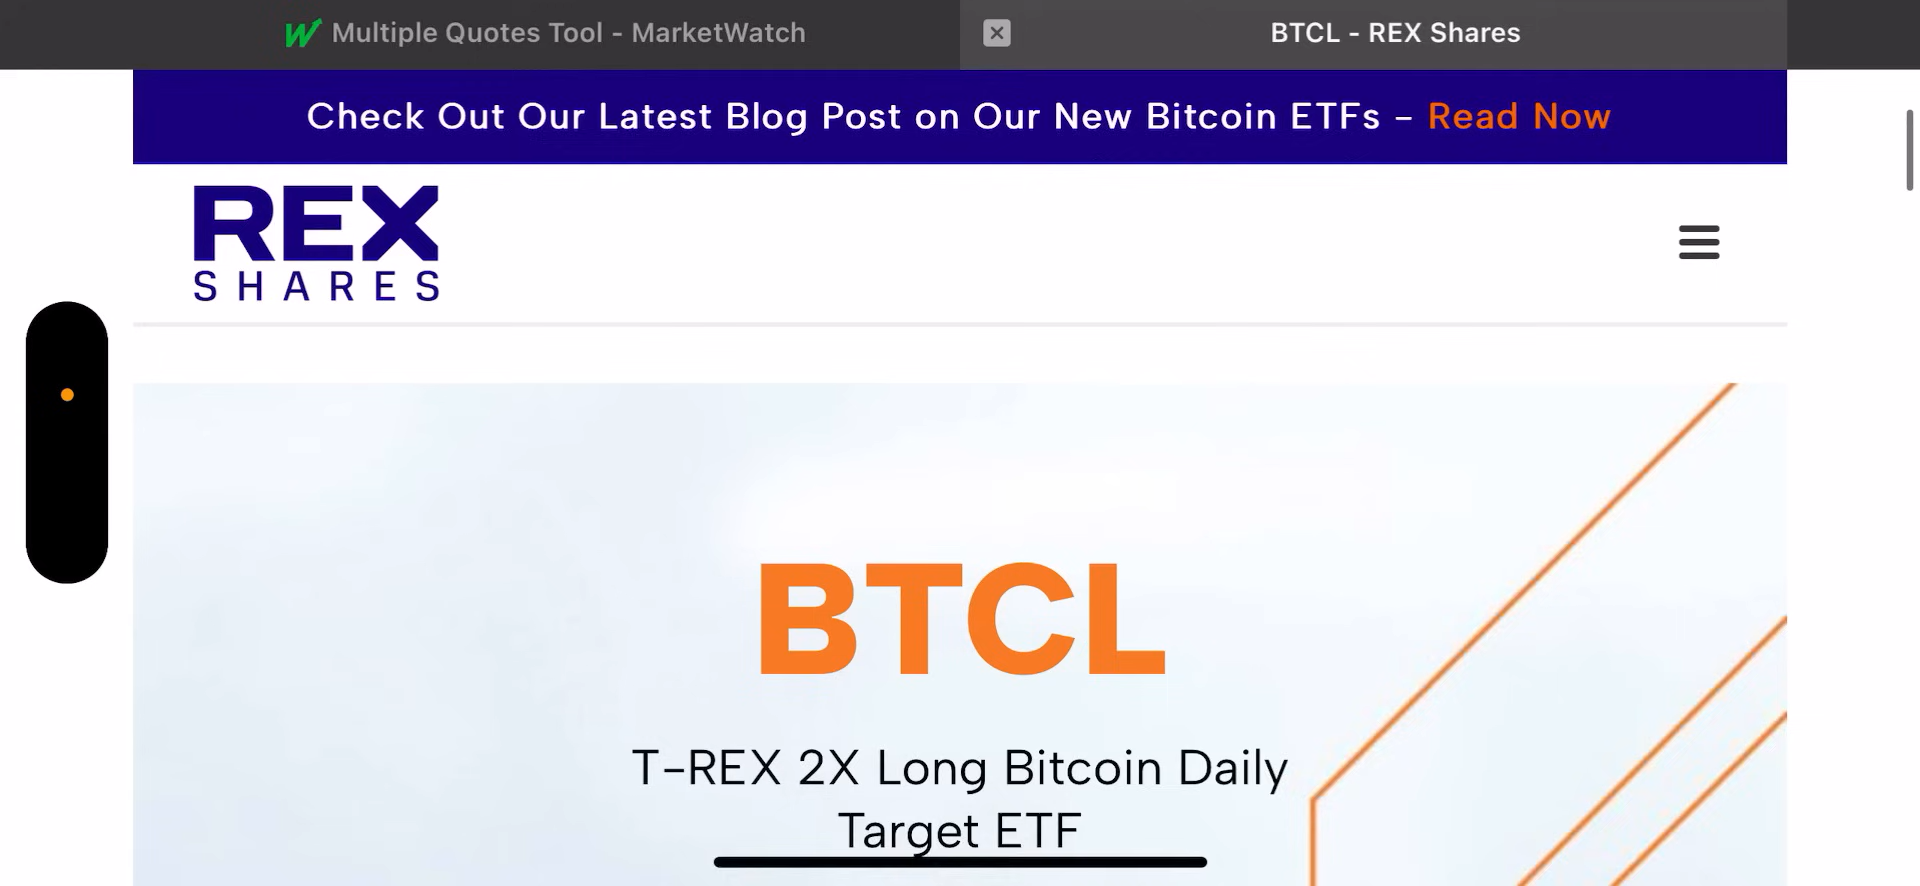 Multiple Quotes Tool - MarketWatch
BTCL - REX Shares
Check Out Our Latest Blog Post on Our New Bitcoin ETFs – Read Now
REX
SHARES
BTCL
T-REX 2X Long Bitcoin Daily
Target ETF